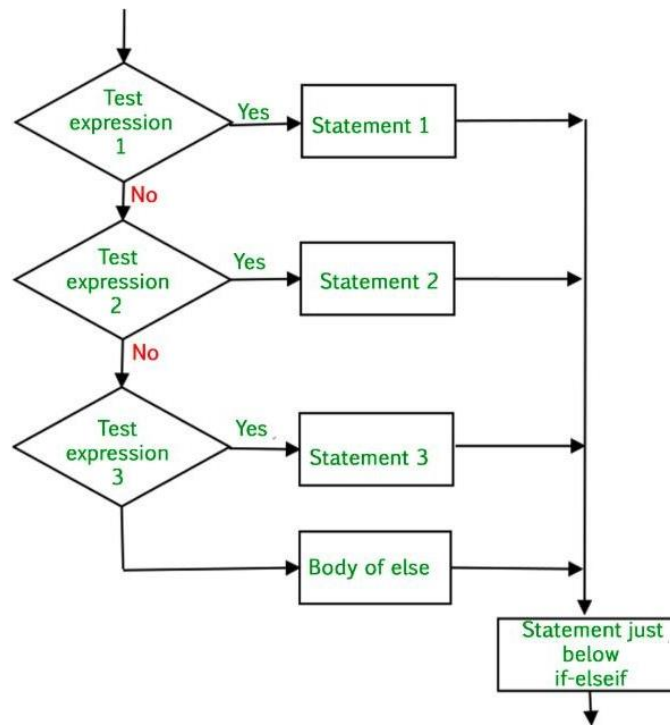 Test
expression
1
Yes
Statement 1
No
Test
expression
2
Yes
Statement 2
No
Test
expression
3
Yes
Statement 3
Body of else
Statement just
below
if-elseif